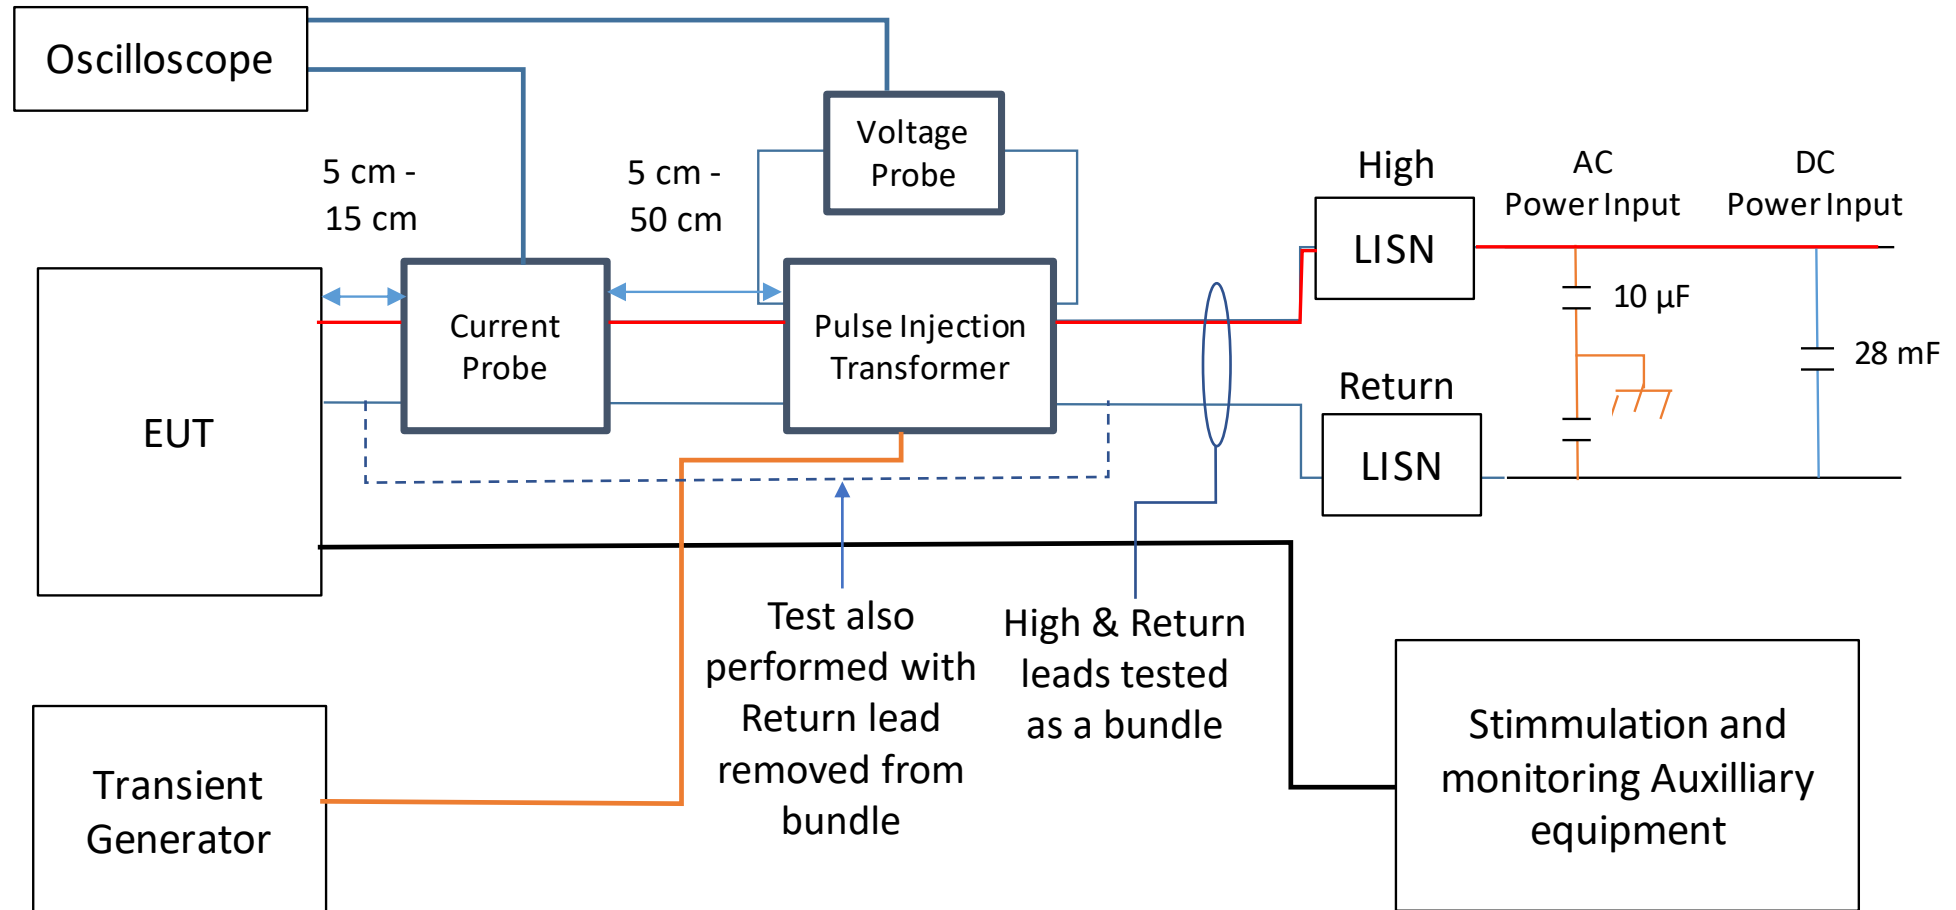 Oscilloscope
Voltage
Probe
5 cm -
15 cm
5 cm -
50 cm
High
AC
Power Input
DC
Power Input
LISN
10 µF
Current
Probe
Pulse Injection
Transformer
28 mF
Return
EUT
LISN
Test also
performed with
Return lead
removed from
bundle
High & Return
leads tested
as a bundle
Transient
Generator
Stimmulation and
monitoring Auxilliary
equipment